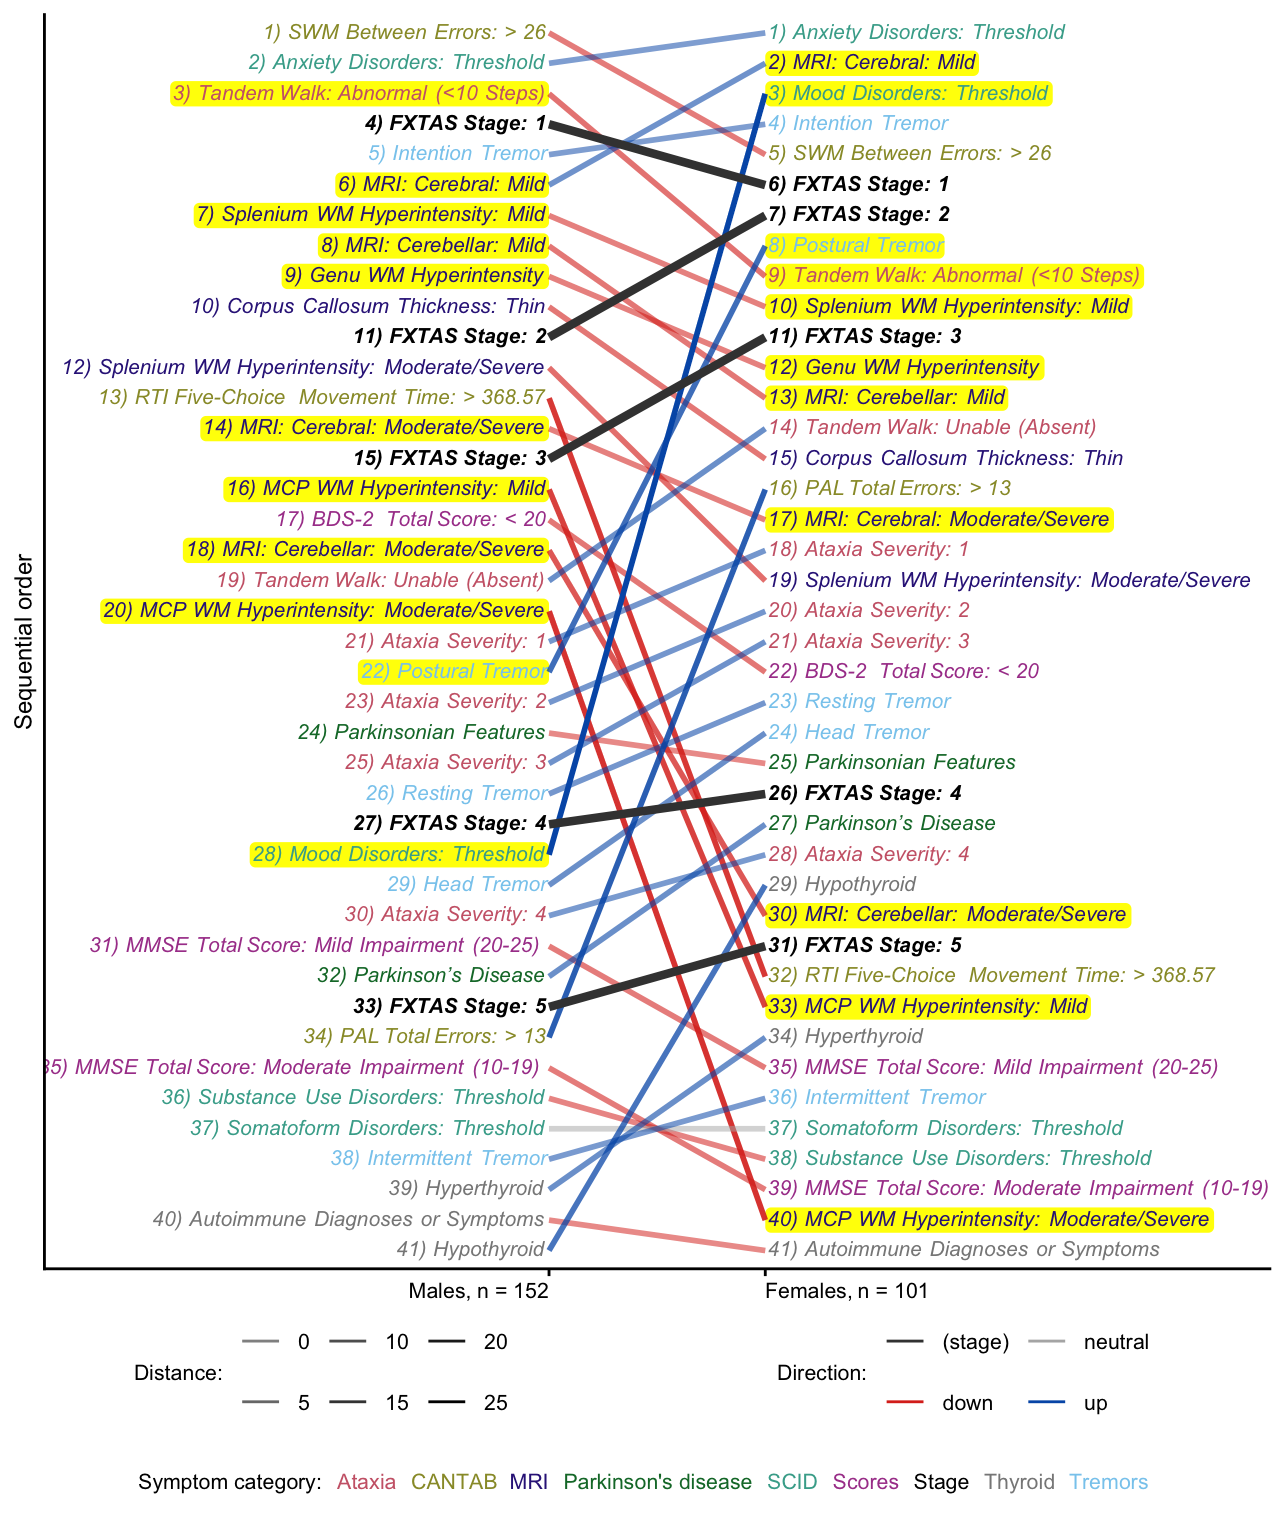 Sequential order
1) SWM Between Errors: > 26
2) Anxiety Disorders: Threshold
3) Tandem Walk: Abnormal (<10 Steps)
4) FXTAS Stage: 1
5) Intention Tremor
6) MRI: Cerebral: Mild
7) Splenium WM Hyperintensity: Mild
8) MRI: Cerebellar: Mild
9) Genu WM Hyperintensity
10) Corpus Callosum Thickness: Thin
11) FXTAS Stage: 2
12) Splenium WM Hyperintensity: Moderate/Severe
13) RTI Five-Choice Movement Time: > 368.57
14) MRI: Cerebral: Moderate/Severe
15) FXTAS Stage: 3
16) MCP WM Hyperintensity: Mild
17) BDS-2 Total Score: < 20
18) MRI: Cerebellar: Moderate/Severe
19) Tandem Walk: Unable (Absent)
20) MCP WM Hyperintensity: Moderate/Severe
21) Ataxia Severity: 1
22) Postural Tremor
23) Ataxia Severity: 2
24) Parkinsonian Features
25) Ataxia Severity: 3
26) Resting Tremor
27) FXTAS Stage: 4
28) Mood Disorders: Threshold
29) Head Tremor
30) Ataxia Severity: 4
31) MMSE Total Score: Mild Impairment (20-25)
32) Parkinson's Disease
33) FXTAS Stage: 5
34) PAL Total Errors: > 13
35) MMSE Total Score: Moderate Impairment (10-19)
36) Substance Use Disorders: Threshold
37) Somatoform Disorders: Threshold
38) Intermittent Tremor
39) Hyperthyroid
40) Autoimmune Diagnoses or Symptoms
41) Hypothyroid
1) Anxiety Disorders: Threshold
2) MRI: Cerebral: Mild
3) Mood Disorders: Threshold
4) Intention Tremor
5) SWM Between Errors: > 26
6) FXTAS Stage: 1
7) FXTAS Stage: 2
8) Postural Tremor
9) Tandem Walk: Abnormal (<10 Steps)
10) Splenium WM Hyperintensity: Mild
11) FXTAS Stage: 3
12) Genu WM Hyperintensity
13) MRI: Cerebellar: Mild
14) Tandem Walk: Unable (Absent)
15) Corpus Callosum Thickness: Thin
16) PAL Total Errors: > 13
17) MRI: Cerebral: Moderate/Severe
18) Ataxia Severity: 1
19) Splenium WM Hyperintensity: Moderate/Severe
20) Ataxia Severity: 2
21) Ataxia Severity: 3
22) BDS-2 Total Score: < 20
23) Resting Tremor
24) Head Tremor
25) Parkinsonian Features
26) FXTAS Stage: 4
27) Parkinson's Disease
28) Ataxia Severity: 4
29) Hypothyroid
30) MRI: Cerebellar: Moderate/Severe
31) FXTAS Stage: 5
32) RTI Five-Choice Movement Time: > 368.57
33) MCP WM Hyperintensity: Mild
34) Hyperthyroid
35) MMSE Total Score: Mild Impairment (20-25)
36) Intermittent Tremor
37) Somatoform Disorders: Threshold
38) Substance Use Disorders: Threshold
39) MMSE Total Score: Moderate Impairment (10-19)
40) MCP WM Hyperintensity: Moderate/Severe
41) Autoimmune Diagnoses or Symptoms
Males, n = 152
Females, n = 101
Distance:
0 10 20
5 15 25
Direction:
(stage) neutral
down up
Symptom category: Ataxia CANTAB MRI Parkinson's disease SCID Scores Stage Thyroid Tremors